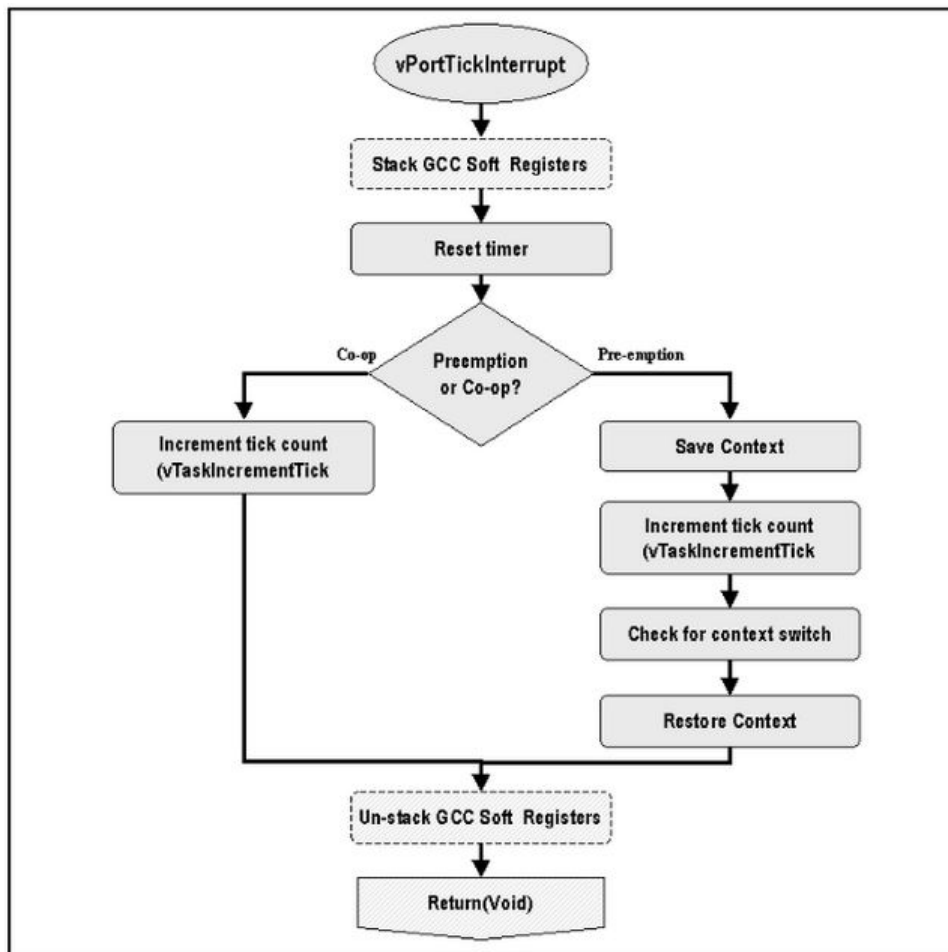 vPortTickInterrupt
Stack GCC Soft Registers
Reset timer
Preemption
or Co-op?
Co-op
Pre-emption
Increment tick count
(vTaskIncrementTick
Save Context
Increment tick count
(vTaskIncrementTick
Check for context switch
Restore Context
Un-stack GCC Soft Registers
Return(Void)